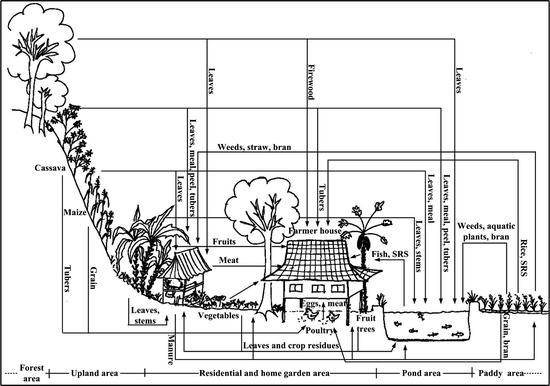 Leaves
Firewood
Leaves
Weeds, straw, bran
Leaves, meal, peel, tubers
Leaves
Tubers
Leaves, meal
Leaves, meal, peel, tubers
Cassava
Maize
Weeds, aquatic
plants, bran
Rice, SRS
Leaves, stems
Farmer house
Fruits
Fish, SRS
Meat
Grain
Tubers
Eggs, meat
Leaves,
stems
Vegetables
Poultry
Fruit
trees
Grain, bran
Manure
Leaves and crop residues
Forest
area
Upland area
Residential and home garden area
Pond area
Paddy area